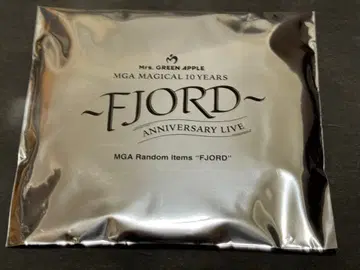 Mrs. GREEN APPLE
MGA MAGICAL 10 YEARS
~FJORD~
ANNIVERSARY LIVE
MGA Random items "FJORD"